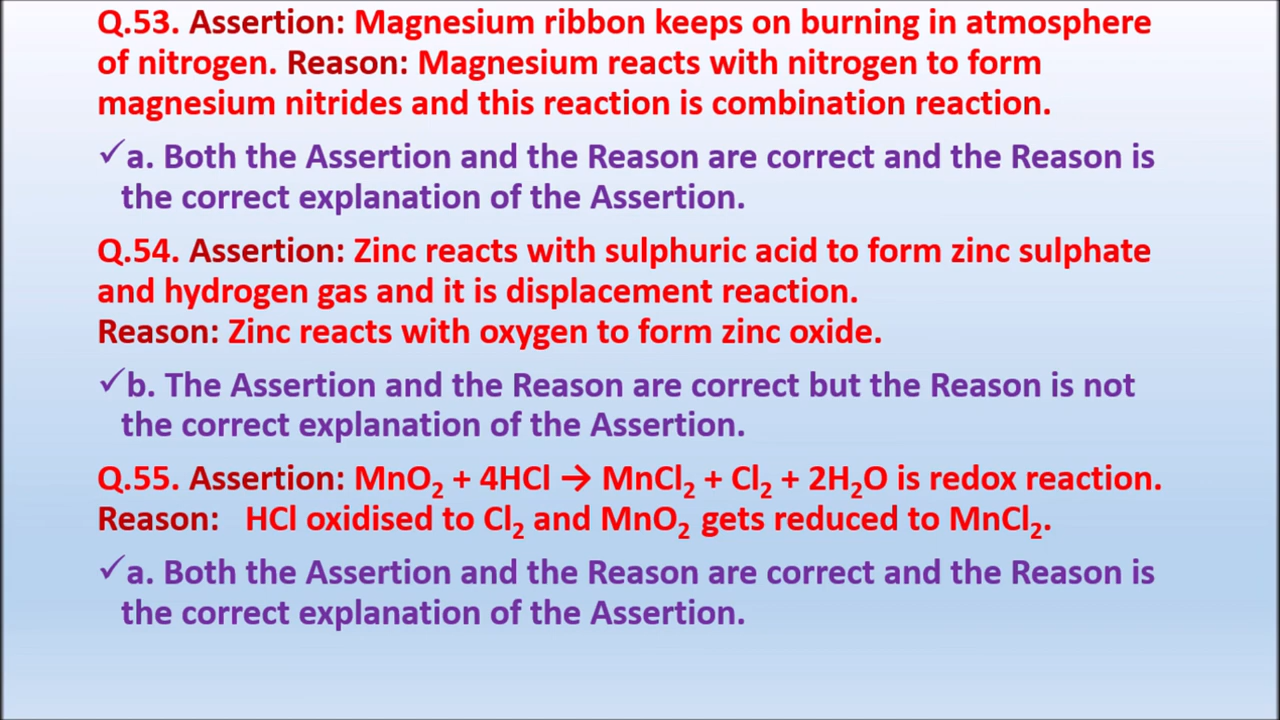 Q.53. Assertion: Magnesium ribbon keeps on burning in atmosphere
of nitrogen. Reason: Magnesium reacts with nitrogen to form
magnesium nitrides and this reaction is combination reaction.
✓a. Both the Assertion and the Reason are correct and the Reason is
the correct explanation of the Assertion.
Q.54. Assertion: Zinc reacts with sulphuric acid to form zinc sulphate
and hydrogen gas and it is displacement reaction.
Reason: Zinc reacts with oxygen to form zinc oxide.
✓b. The Assertion and the Reason are correct but the Reason is not
the correct explanation of the Assertion.
Q.55. Assertion: MnO₂ + 4HCl → MnCl₂ + Cl₂ + 2H₂O is redox reaction.
Reason: HCl oxidised to Cl₂ and MnO₂ gets reduced to MnCl₂.
✓a. Both the Assertion and the Reason are correct and the Reason is
the correct explanation of the Assertion.